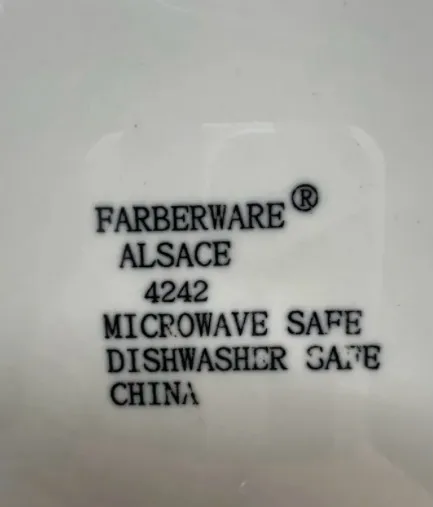 FARBERWARE®
ALSACE
4242
MICROWAVE SAFE
DISHWASHER SAFE
CHINA